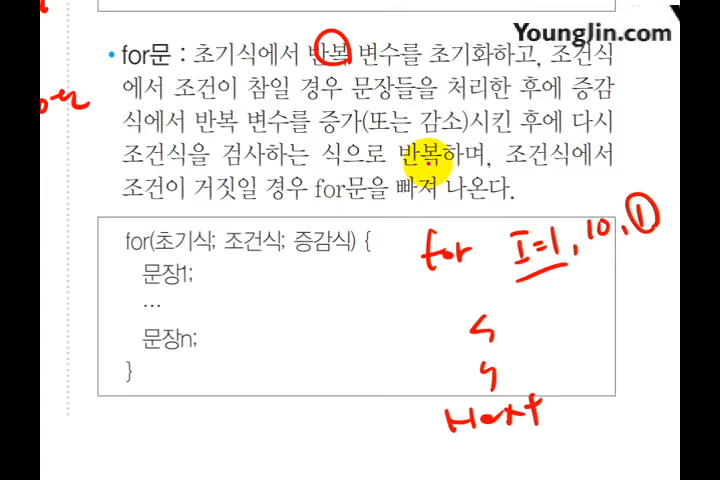 YoungJin.com
• for문 : 초기식에서 반복 변수를 초기화하고, 조건식
에서 조건이 참일 경우 문장들을 처리한 후에 증감
식에서 반복 변수를 증가(또는 감소)시킨 후에 다시
조건식을 검사하는 식으로 반복하며, 조건식에서
조건이 거짓일 경우 for문을 빠져 나온다.
for(초기식; 조건식; 증감식) {
문장1;
...
문장n;
}
for I=1, 10, 1
Next